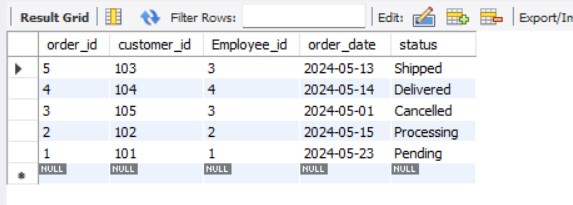 Result Grid Filter Rows: Edit: Export/Im
order_id customer_id Employee_id order_date status
5 103 3 2024-05-13 Shipped
4 104 4 2024-05-14 Delivered
3 105 3 2024-05-01 Cancelled
2 102 2 2024-05-15 Processing
1 101 1 2024-05-23 Pending
NULL NULL NULL NULL NULL